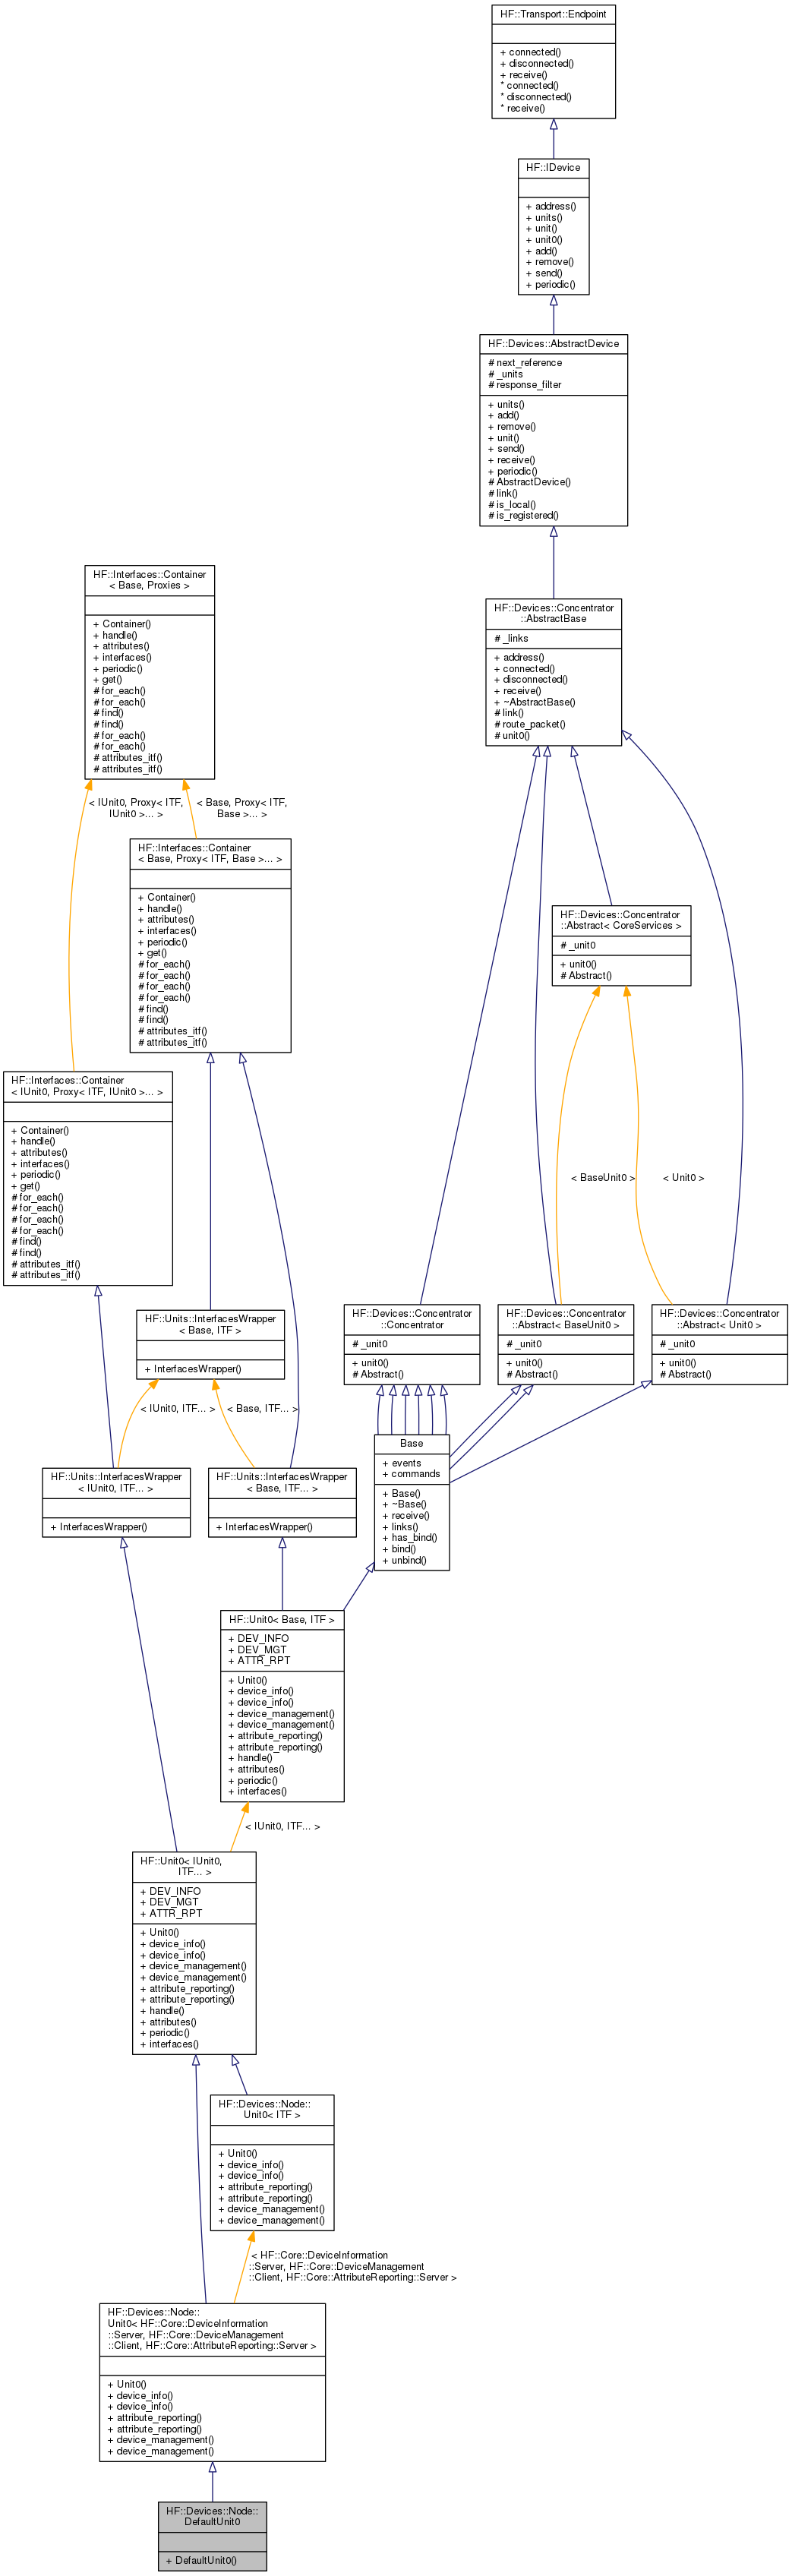 HF::Transport::Endpoint
+ connected()
+ disconnected()
+ receive()
* connected()
* disconnected()
* receive()
HF::IDevice
+ address()
+ units()
+ unit()
+ unit0()
+ add()
+ remove()
+ send()
+ periodic()
HF::Devices::AbstractDevice
# next_reference
# _units
# response_filter
+ units()
+ add()
+ remove()
+ unit()
+ send()
+ receive()
+ periodic()
# AbstractDevice()
# link()
# is_local()
# is_registered()
HF::Interfaces::Container
< Base, Proxies >
+ Container()
+ handle()
+ attributes()
+ interfaces()
+ periodic()
+ get()
# for_each()
# for_each()
# find()
# find()
# for_each()
# for_each()
# attributes_itf()
# attributes_itf()
HF::Devices::Concentrator
::AbstractBase
# _links
+ address()
+ connected()
+ disconnected()
+ receive()
+ ~AbstractBase()
# link()
# route_packet()
# unit0()
< IUnit0, Proxy< ITF,
IUnit0 >... >
< Base, Proxy< ITF,
Base >... >
HF::Interfaces::Container
< Base, Proxy< ITF, Base >... >
+ Container()
+ handle()
+ attributes()
+ interfaces()
+ periodic()
+ get()
# for_each()
# for_each()
# for_each()
# for_each()
# find()
# find()
# attributes_itf()
# attributes_itf()
HF::Devices::Concentrator
::Abstract< CoreServices >
# _unit0
+ unit0()
# Abstract()
HF::Interfaces::Container
< IUnit0, Proxy< ITF, IUnit0 >... >
+ Container()
+ handle()
+ attributes()
+ interfaces()
+ periodic()
+ get()
# for_each()
# for_each()
# for_each()
# for_each()
# find()
# find()
# attributes_itf()
# attributes_itf()
< BaseUnit0 >
< Unit0 >
HF::Units::InterfacesWrapper
< Base, ITF >
+ InterfacesWrapper()
HF::Devices::Concentrator
::Concentrator
# _unit0
+ unit0()
# Abstract()
HF::Devices::Concentrator
::Abstract< BaseUnit0 >
# _unit0
+ unit0()
# Abstract()
HF::Devices::Concentrator
::Abstract< Unit0 >
# _unit0
+ unit0()
# Abstract()
< IUnit0, ITF... >
< Base, ITF... >
HF::Units::InterfacesWrapper
< IUnit0, ITF... >
+ InterfacesWrapper()
HF::Units::InterfacesWrapper
< Base, ITF... >
+ InterfacesWrapper()
Base
+ events
+ commands
+ Base()
+ ~Base()
+ receive()
+ links()
+ has_bind()
+ bind()
+ unbind()
HF::Unit0< Base, ITF >
+ DEV_INFO
+ DEV_MGT
+ ATTR_RPT
+ Unit0()
+ device_info()
+ device_info()
+ device_management()
+ device_management()
+ attribute_reporting()
+ attribute_reporting()
+ handle()
+ attributes()
+ periodic()
+ interfaces()
< IUnit0, ITF... >
HF::Unit0< IUnit0,
ITF... >
+ DEV_INFO
+ DEV_MGT
+ ATTR_RPT
+ Unit0()
+ device_info()
+ device_info()
+ device_management()
+ device_management()
+ attribute_reporting()
+ attribute_reporting()
+ handle()
+ attributes()
+ periodic()
+ interfaces()
HF::Devices::Node::
Unit0< ITF >
+ Unit0()
+ device_info()
+ device_info()
+ attribute_reporting()
+ attribute_reporting()
+ device_management()
+ device_management()
< HF::Core::DeviceInformation
::Server, HF::Core::DeviceManagement
::Client, HF::Core::AttributeReporting::Server >
HF::Devices::Node::
Unit0< HF::Core::DeviceInformation
::Server, HF::Core::DeviceManagement
::Client, HF::Core::AttributeReporting::Server >
+ Unit0()
+ device_info()
+ device_info()
+ attribute_reporting()
+ attribute_reporting()
+ device_management()
+ device_management()
HF::Devices::Node::
DefaultUnit0
+ DefaultUnit0()